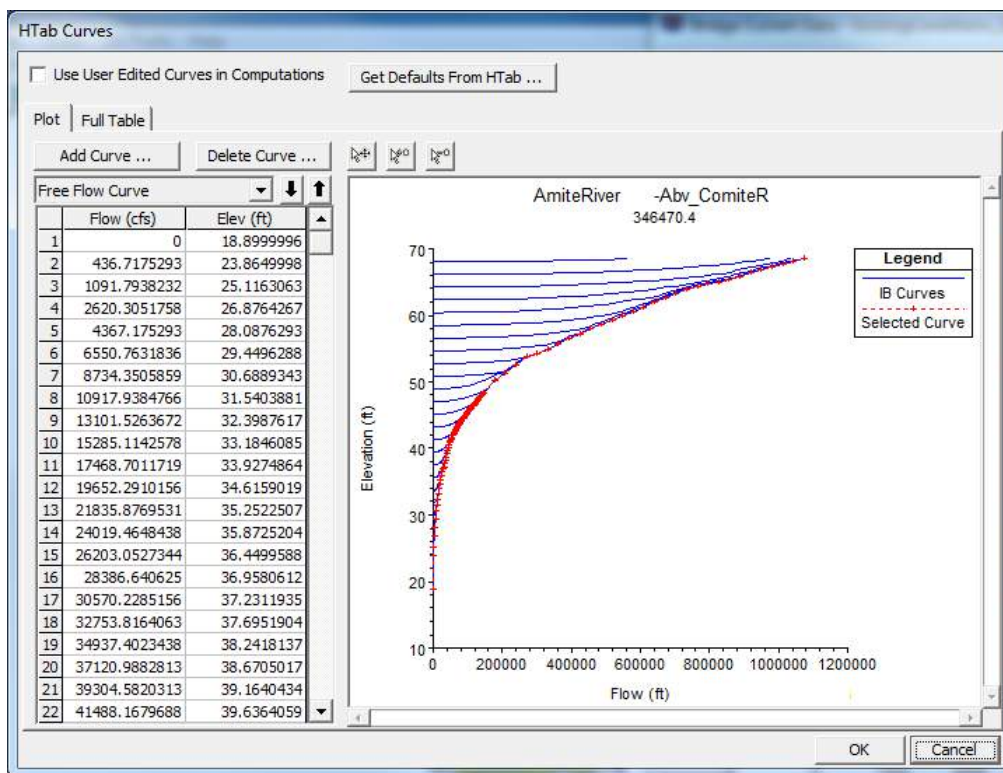 HTab Curves
Use User Edited Curves in Computations
Get Defaults From HTab ...
Plot
Full Table
Add Curve ...
Delete Curve ...
Free Flow Curve
Flow (cfs) Elev (ft)
1 0 18.8999996
2 436.7175293 23.8649998
3 1091.7938232 25.1163063
4 2620.3051758 26.8764267
5 4367.175293 28.0876293
6 6550.7631836 29.4496288
7 8734.3505859 30.6889343
8 10917.9384766 31.5403881
9 13101.5263672 32.3987617
10 15285.1142578 33.1846085
11 17468.7011719 33.9274864
12 19652.2910156 34.6159019
13 21835.8769531 35.2522507
14 24019.4648438 35.8725204
15 26203.0527344 36.4499588
16 28386.640625 36.9580612
17 30570.2285156 37.2311935
18 32753.8164063 37.6951904
19 34937.4023438 38.2418137
20 37120.9882813 38.6705017
21 39304.5820313 39.1640434
22 41488.1679688 39.6364059
AmiteRiver -Abv_ComiteR
346470.4
70
60
50
40
30
20
10
Elevation (ft)
0 200000 400000 600000 800000 1000000 1200000
Flow (ft)
Legend
IB Curves
Selected Curve
OK
Cancel